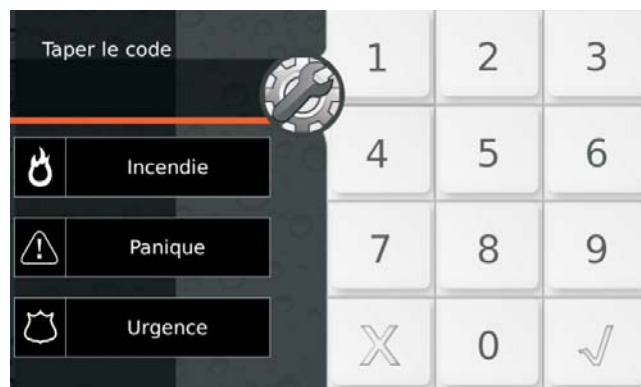 Taper le code
Incendie
Panique
Urgence
1 2 3
4 5 6
7 8 9
X 0 √